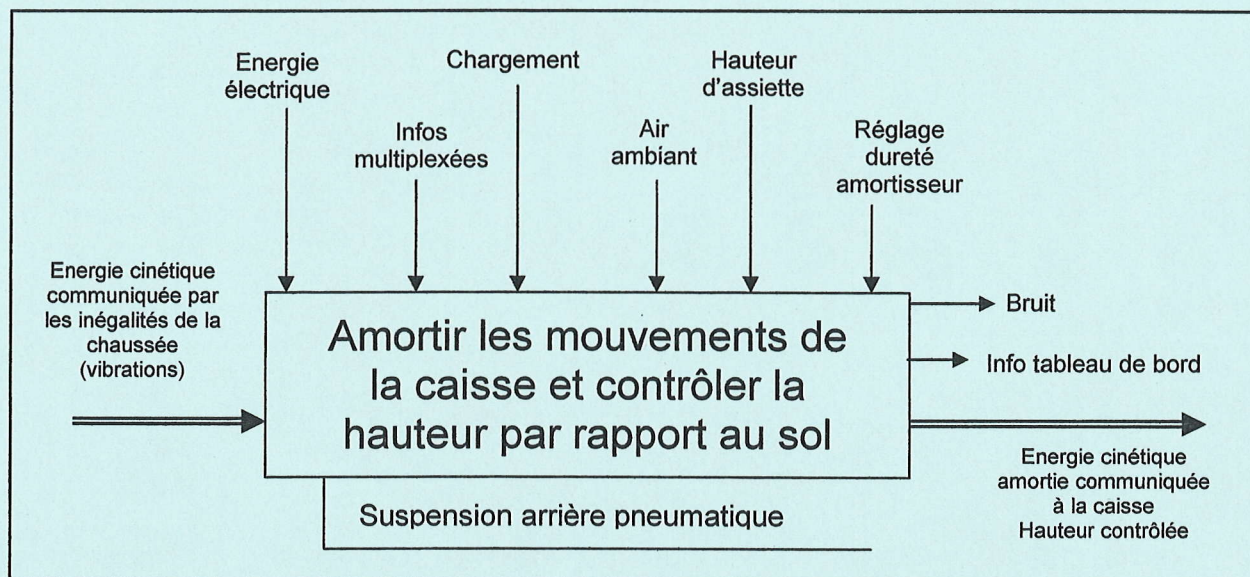 Energie
électrique
Chargement
Hauteur
d'assiette
Infos
multiplexées
Air
ambiant
Réglage
dureté
amortisseur
Energie cinétique
communiquée par
les inégalités de la
chaussée
(vibrations)
Amortir les mouvements de
la caisse et contrôler la
hauteur par rapport au sol
Bruit
Info tableau de bord
Energie cinétique
amortie communiquée
à la caisse
Hauteur contrôlée
Suspension arrière pneumatique